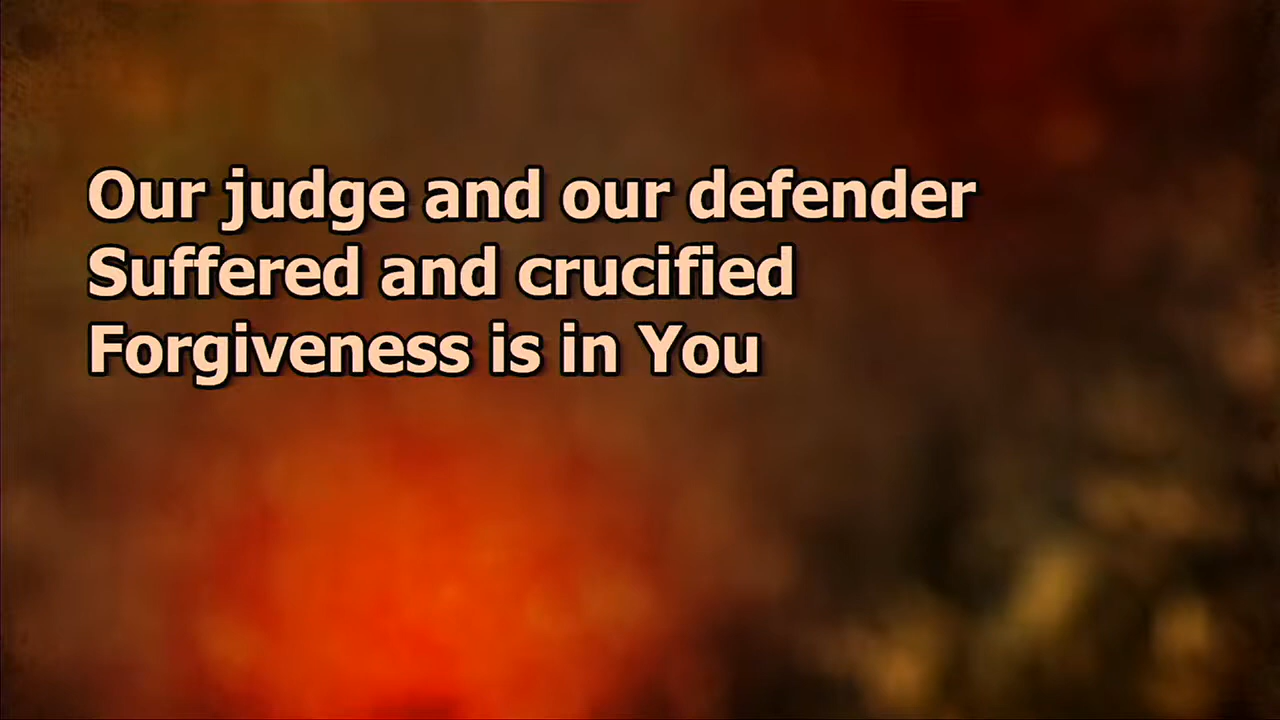 Our judge and our defender
Suffered and crucified
Forgiveness is in You